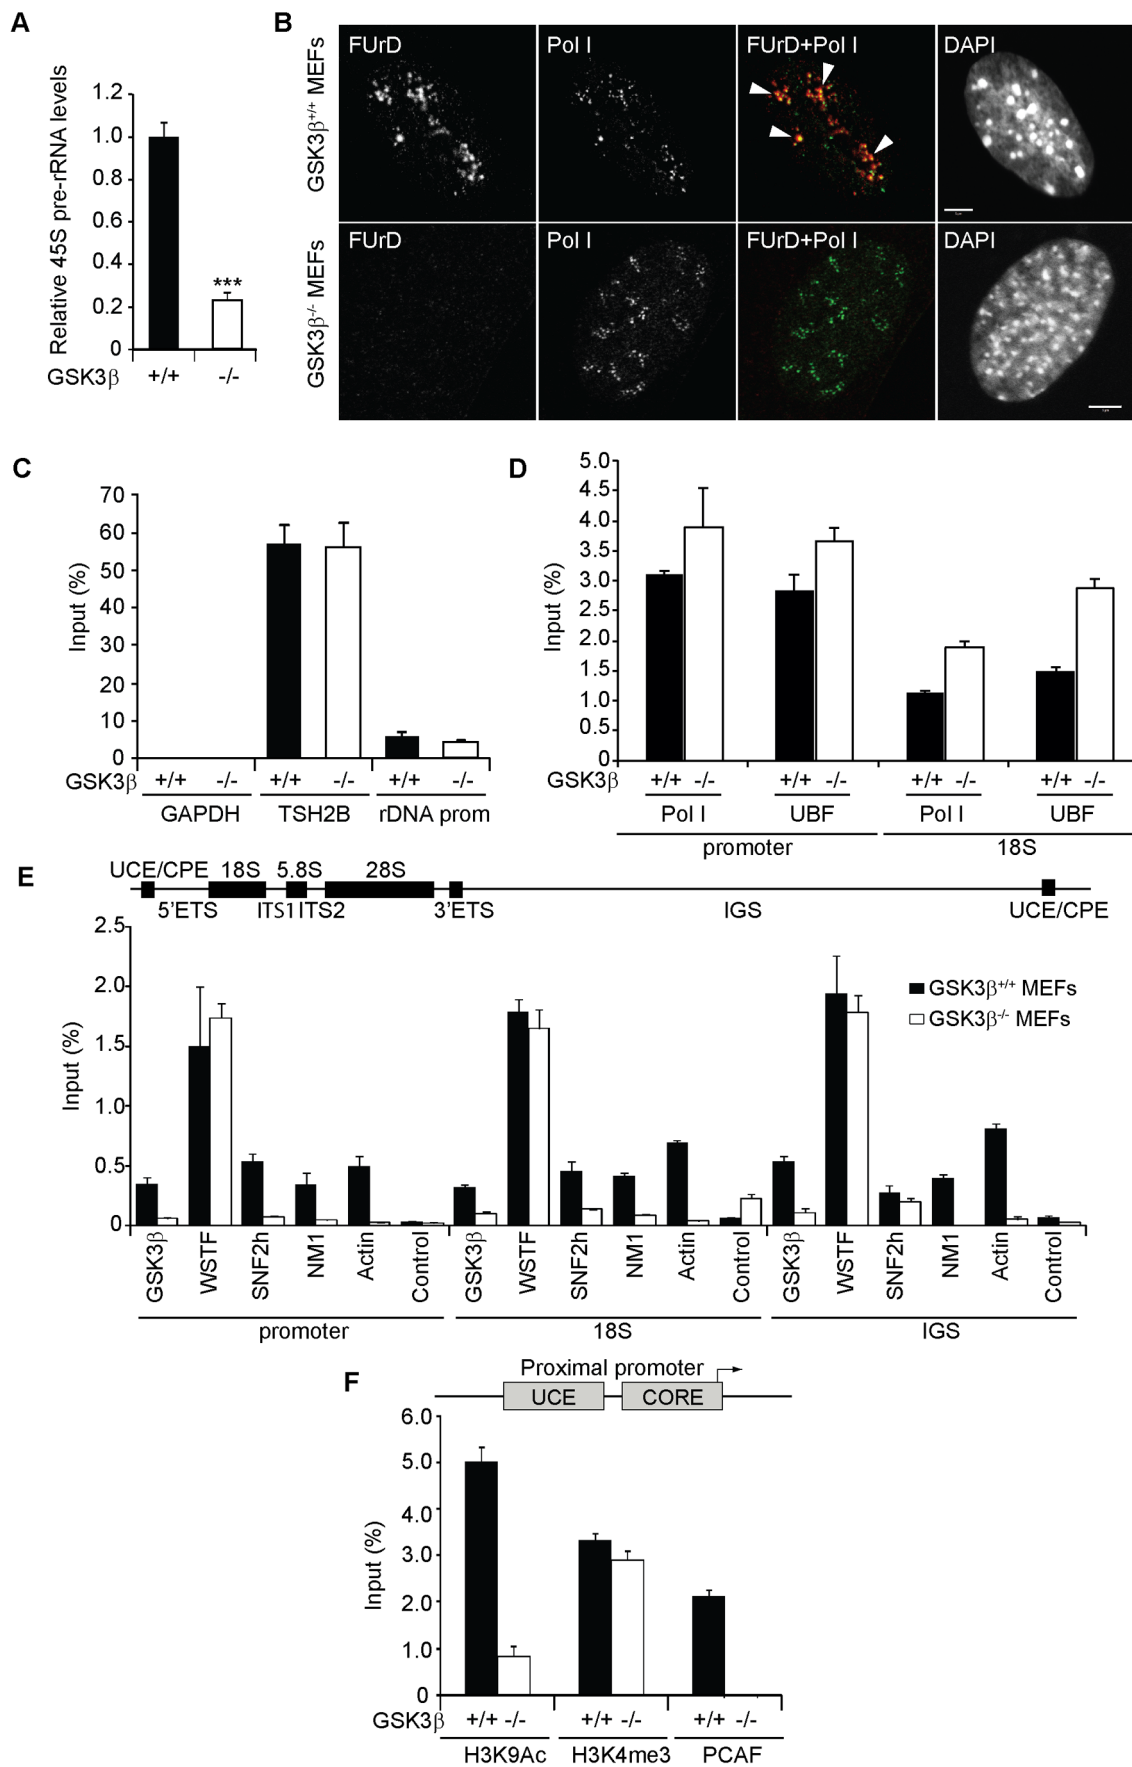 A
Relative 45S pre-rRNA levels
1.2
1.0
0.8
0.6
0.4
0.2
0
***
GSK3β +/+ -/-
B
GSK3β+/+ MEFs
FUrD Pol I FUrD+Pol I DAPI
GSK3β-/- MEFs
FUrD Pol I FUrD+Pol I DAPI
C
Input (%)
70
60
50
40
30
20
10
0
GSK3β +/+ -/- +/+ -/- +/+ -/-
GAPDH TSH2B rDNA prom
D
Input (%)
5.0
4.5
4.0
3.5
3.0
2.5
2.0
1.5
1.0
0.5
0
GSK3β +/+ -/- +/+ -/- +/+ -/- +/+ -/-
Pol I UBF Pol I UBF
promoter 18S
E
UCE/CPE 18S 5.8S 28S
5'ETS ITS1 ITS2 3'ETS IGS UCE/CPE
Input (%)
2.5
2.0
1.5
1.0
0.5
0
GSK3β+/+ MEFs
GSK3β-/- MEFs
GSK3β WSTF SNF2h NM1 Actin Control GSK3β WSTF SNF2h NM1 Actin Control GSK3β WSTF SNF2h NM1 Actin Control
promoter 18S IGS
F
Proximal promoter
UCE CORE
Input (%)
6.0
5.0
4.0
3.0
2.0
1.0
0
GSK3β +/+ -/- +/+ -/- +/+ -/-
H3K9Ac H3K4me3 PCAF